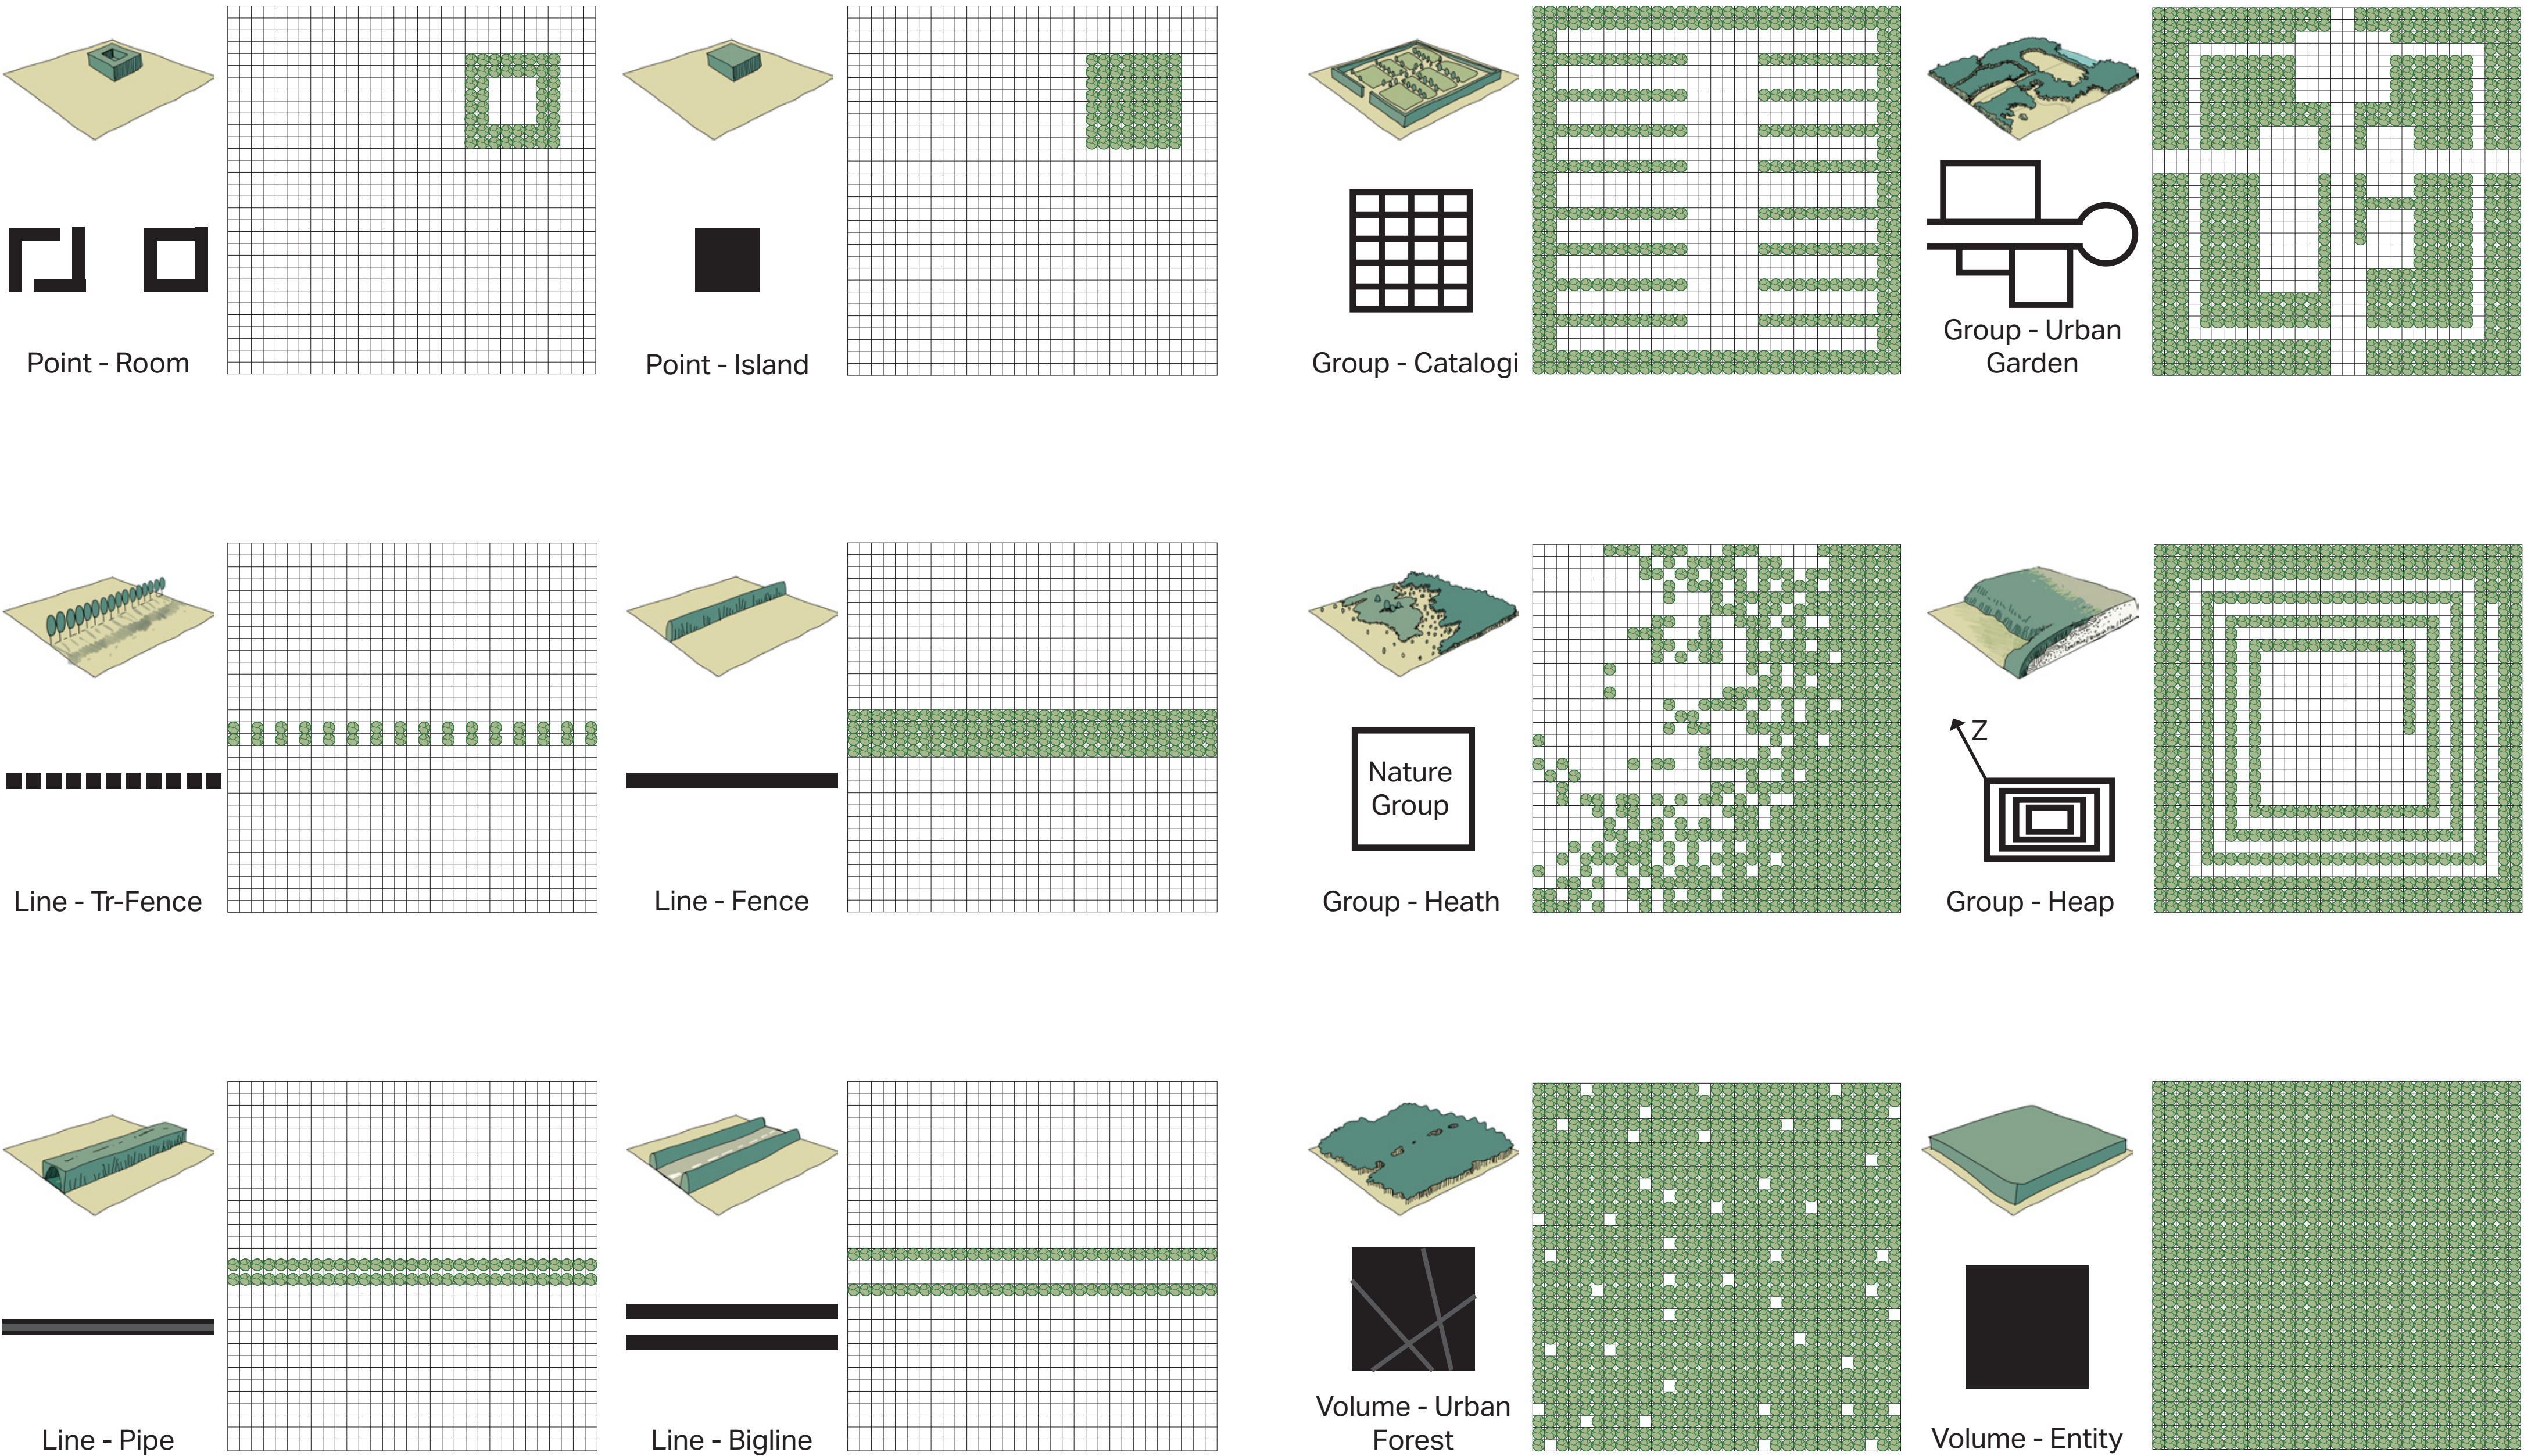 Point - Room
Point - Island
Group - Catalogi
Group - Urban
Garden
Line - Tr-Fence
Line - Fence
Nature
Group
Group - Heath
Z
Group - Heap
Line - Pipe
Line - Bigline
Volume - Urban
Forest
Volume - Entity